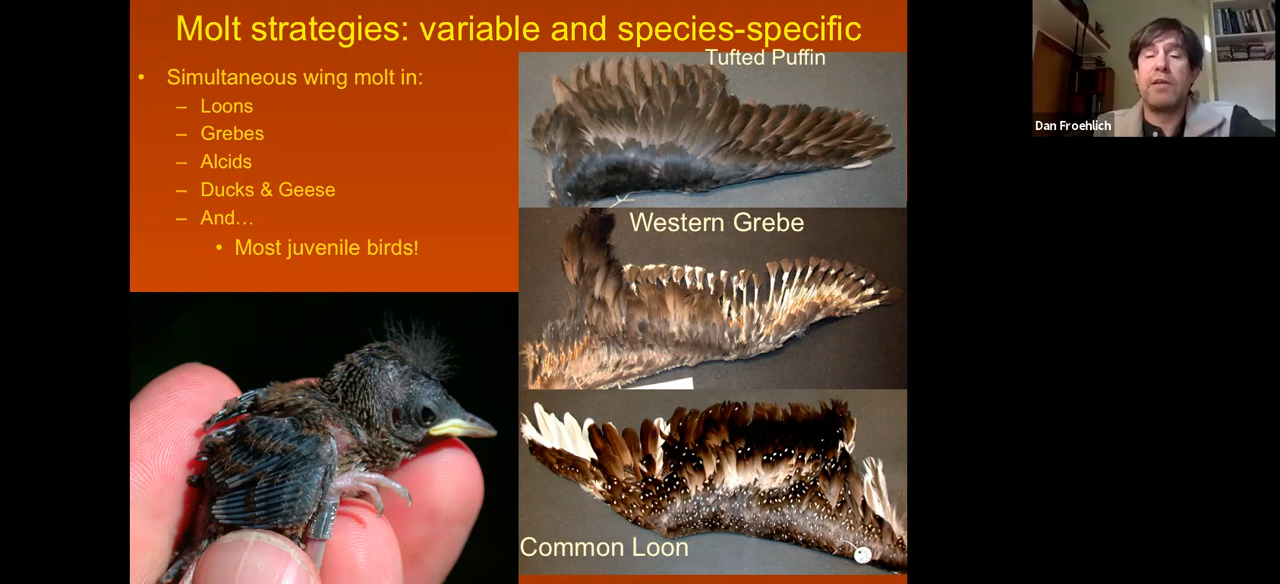 Molt strategies: variable and species-specific
• Simultaneous wing molt in:
– Loons
– Grebes
– Alcids
– Ducks & Geese
– And…
• Most juvenile birds!
Tufted Puffin
Western Grebe
Common Loon
Dan Froehlich